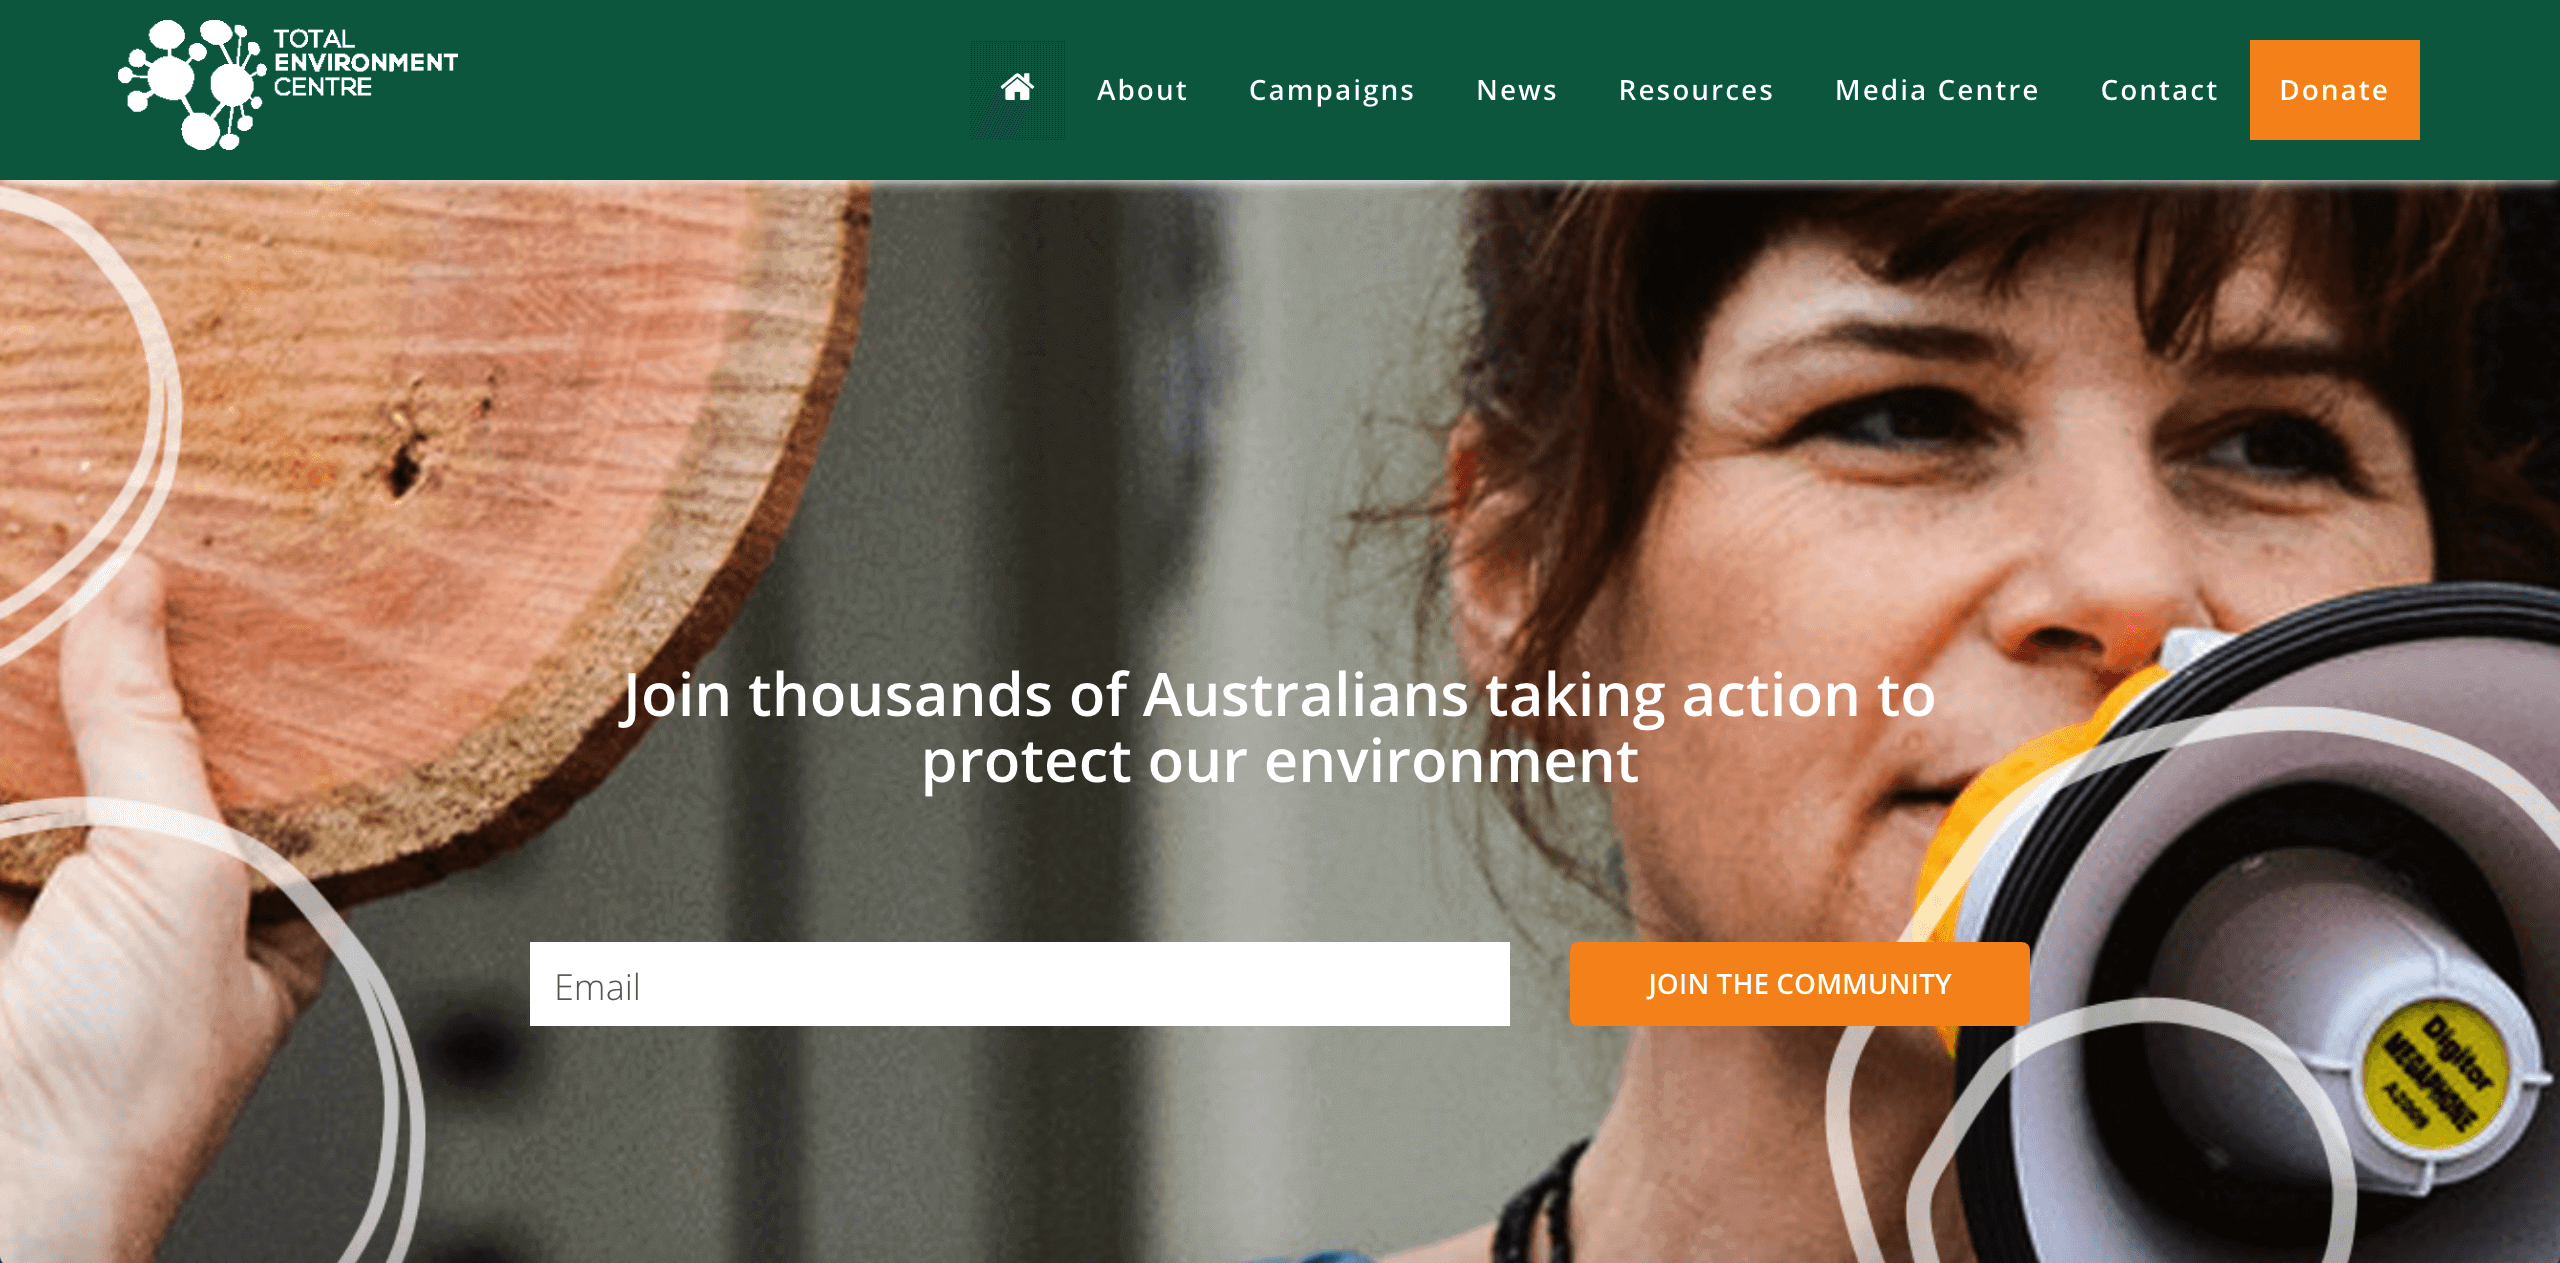 TOTAL
ENVIRONMENT
CENTRE
About Campaigns News Resources Media Centre Contact Donate
Join thousands of Australians taking action to
protect our environment
Email
JOIN THE COMMUNITY
Digitor
MEGAPHONE